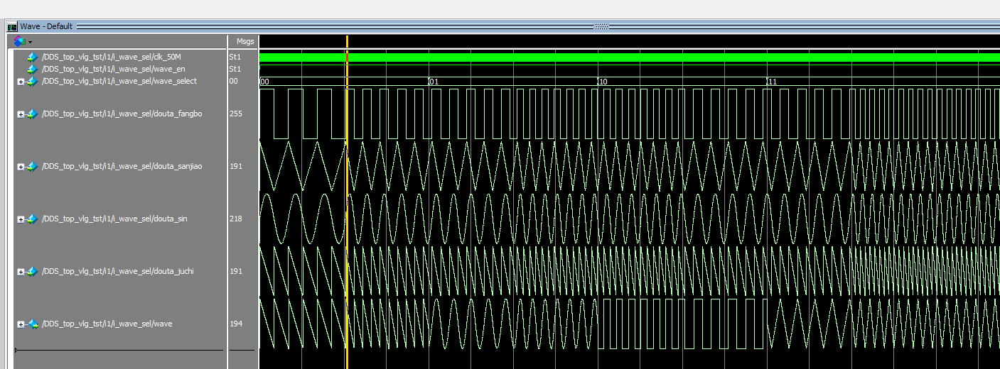 Wave - Default
Msgs
/DDS_top_vlg_tst/i1/i_wave_sel/clk_50M St1
/DDS_top_vlg_tst/i1/i_wave_sel/wave_en St1
/DDS_top_vlg_tst/i1/i_wave_sel/wave_select 00 00 01 10 11
/DDS_top_vlg_tst/i1/i_wave_sel/douta_fangbo 255
/DDS_top_vlg_tst/i1/i_wave_sel/douta_sanjiao 191
/DDS_top_vlg_tst/i1/i_wave_sel/douta_sin 218
/DDS_top_vlg_tst/i1/i_wave_sel/douta_juchi 191
/DDS_top_vlg_tst/i1/i_wave_sel/wave 194